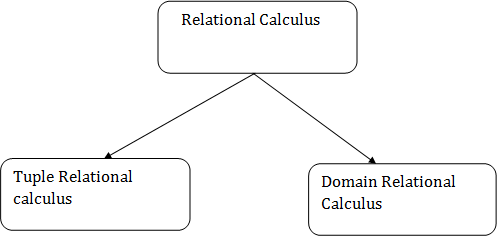 Relational Calculus
Tuple Relational
calculus
Domain Relational
Calculus